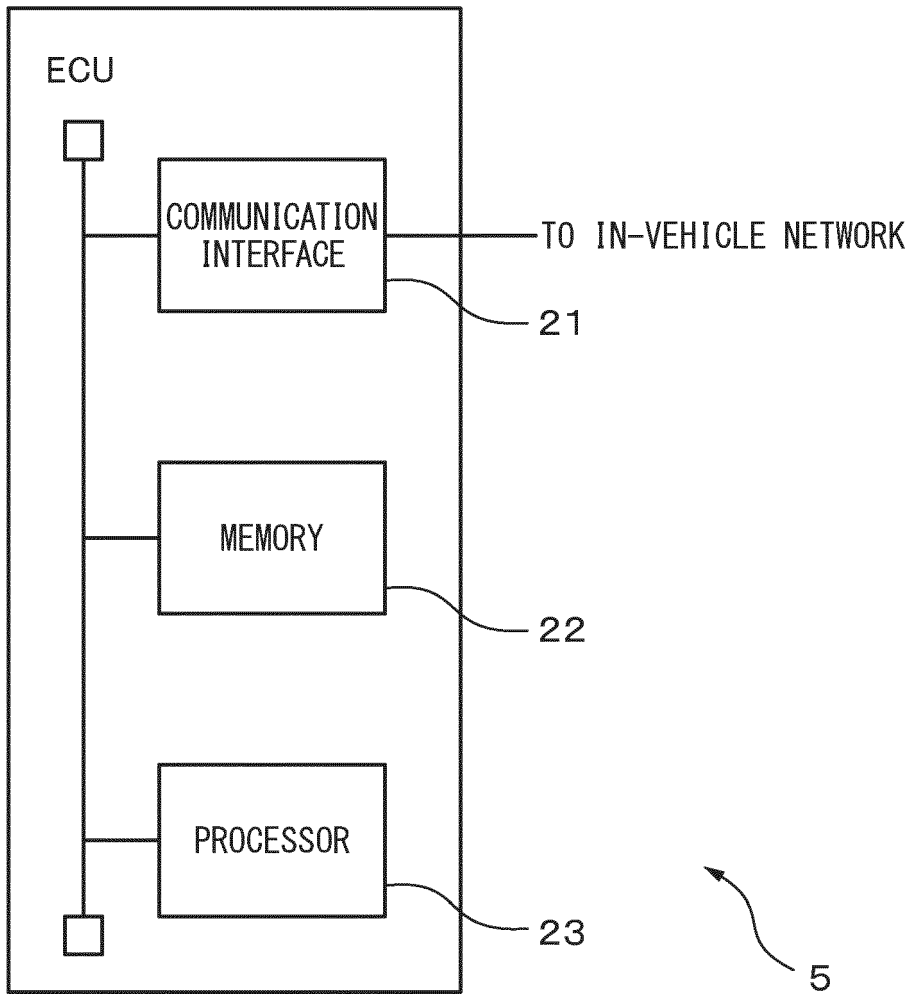 ECU
COMMUNICATION
INTERFACE
TO IN-VEHICLE NETWORK
21
MEMORY
22
PROCESSOR
23
5